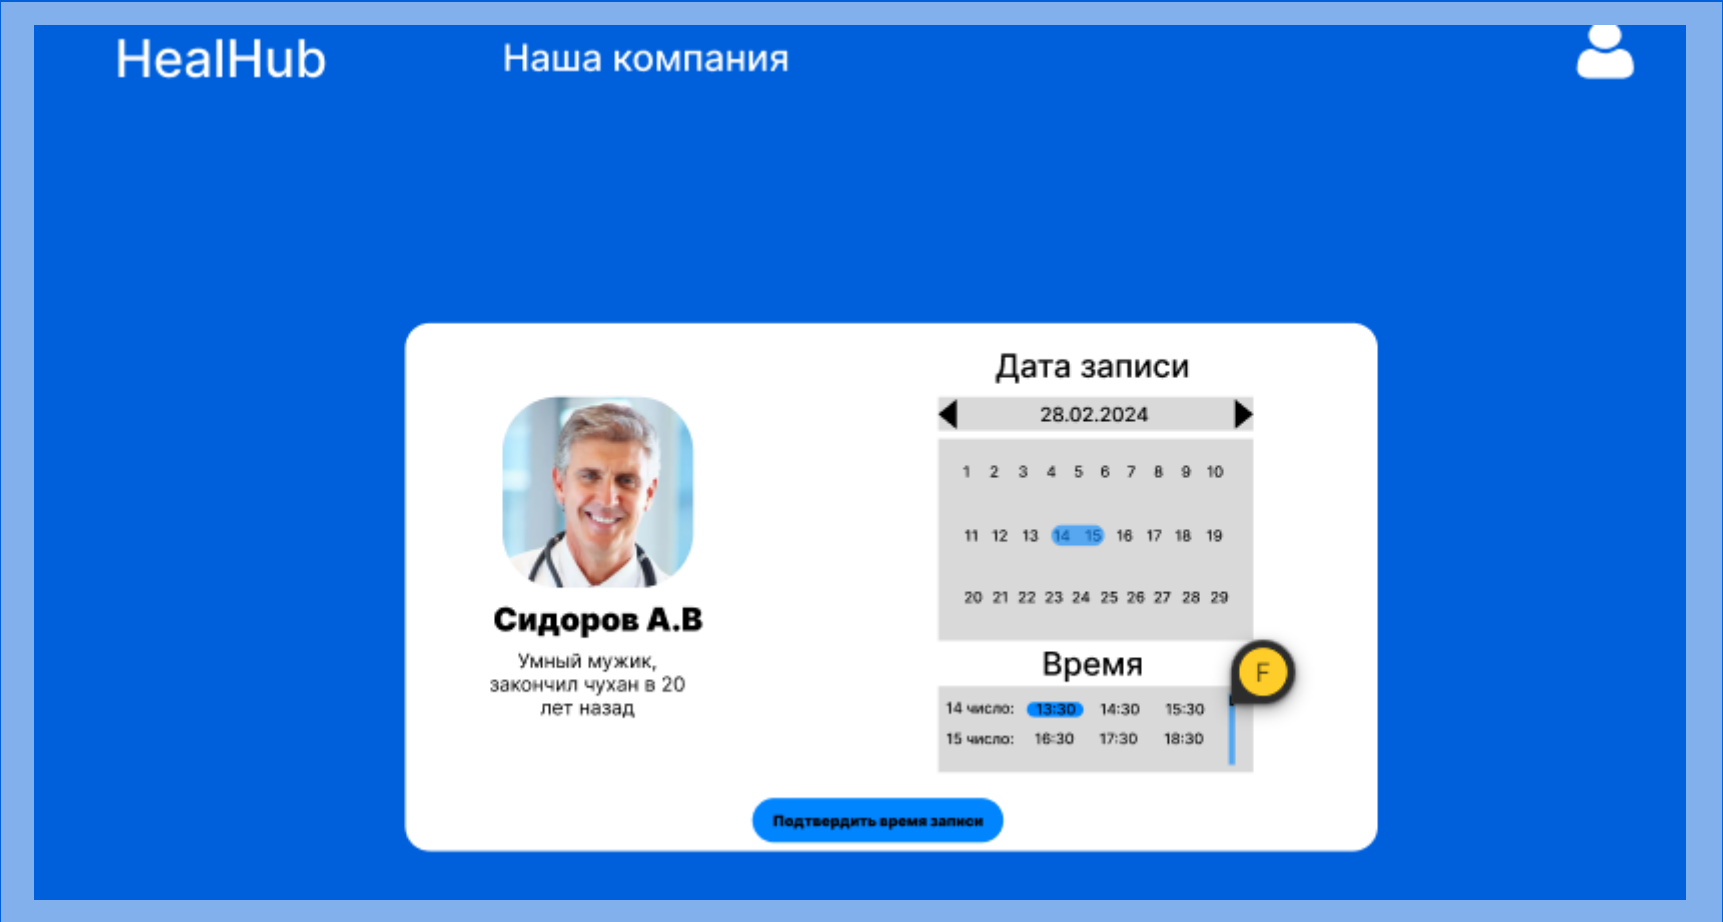 HealHub
Наша компания
Сидоров А.В
Умный мужик,
закончил чухан в 20
лет назад
Дата записи
28.02.2024
1 2 3 4 5 6 7 8 9 10
11 12 13 14 15 16 17 18 19
20 21 22 23 24 25 26 27 28 29
Время
F
14 число: 13:30 14:30 15:30
15 число: 16:30 17:30 18:30
Подтвердить время записи